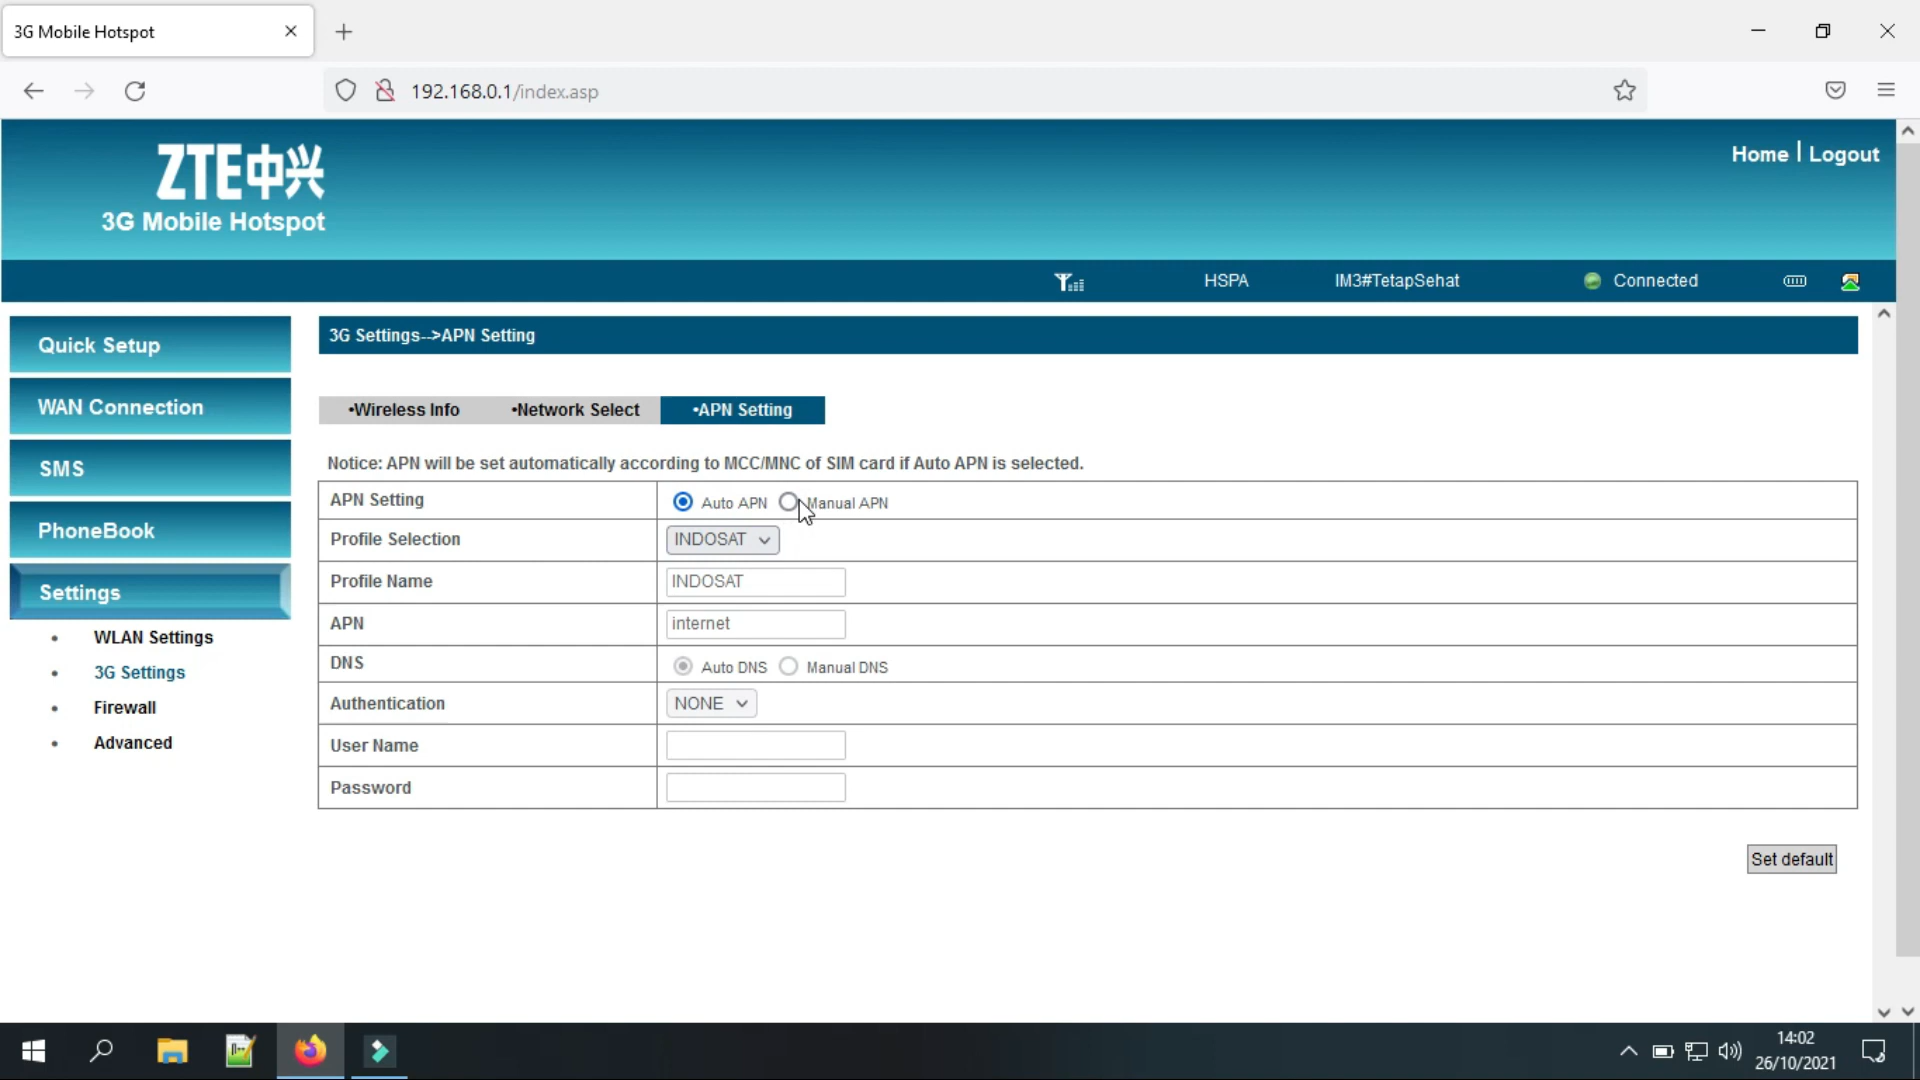 3G Mobile Hotspot
192.168.0.1/index.asp
ZTE中兴
3G Mobile Hotspot
Home | Logout
HSPA
IM3#TetapSehat
Connected
Quick Setup
WAN Connection
SMS
PhoneBook
Settings
• WLAN Settings
• 3G Settings
• Firewall
• Advanced
3G Settings-->APN Setting
•Wireless Info
•Network Select
•APN Setting
Notice: APN will be set automatically according to MCC/MNC of SIM card if Auto APN is selected.
APN Setting Auto APN Manual APN
Profile Selection INDOSAT
Profile Name INDOSAT
APN internet
DNS Auto DNS Manual DNS
Authentication NONE
User Name
Password
Set default
14:02
26/10/2021